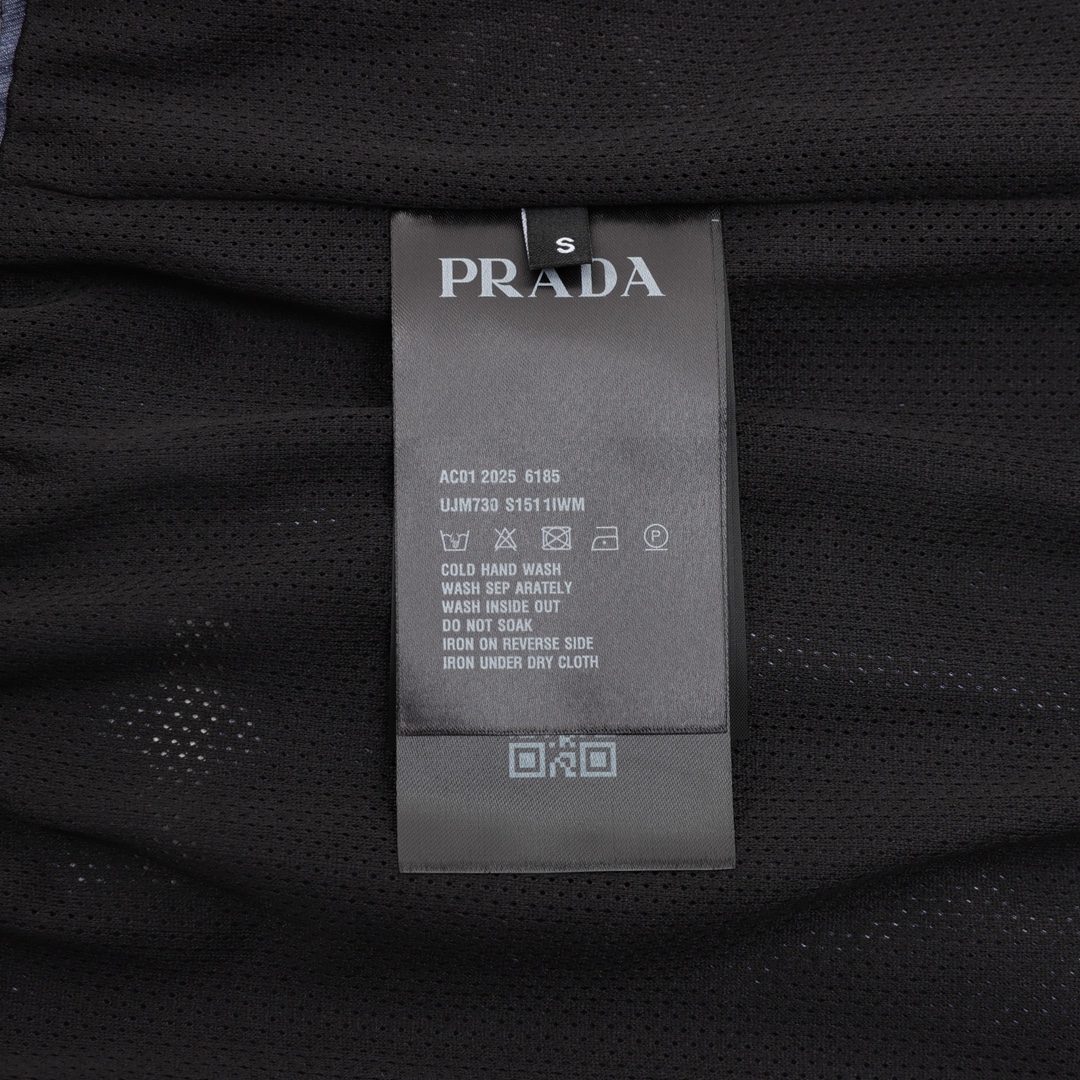 S
PRADA
AC01 2025 6185
UJM730 S1511IWM
P
COLD HAND WASH
WASH SEP ARATELY
WASH INSIDE OUT
DO NOT SOAK
IRON ON REVERSE SIDE
IRON UNDER DRY CLOTH